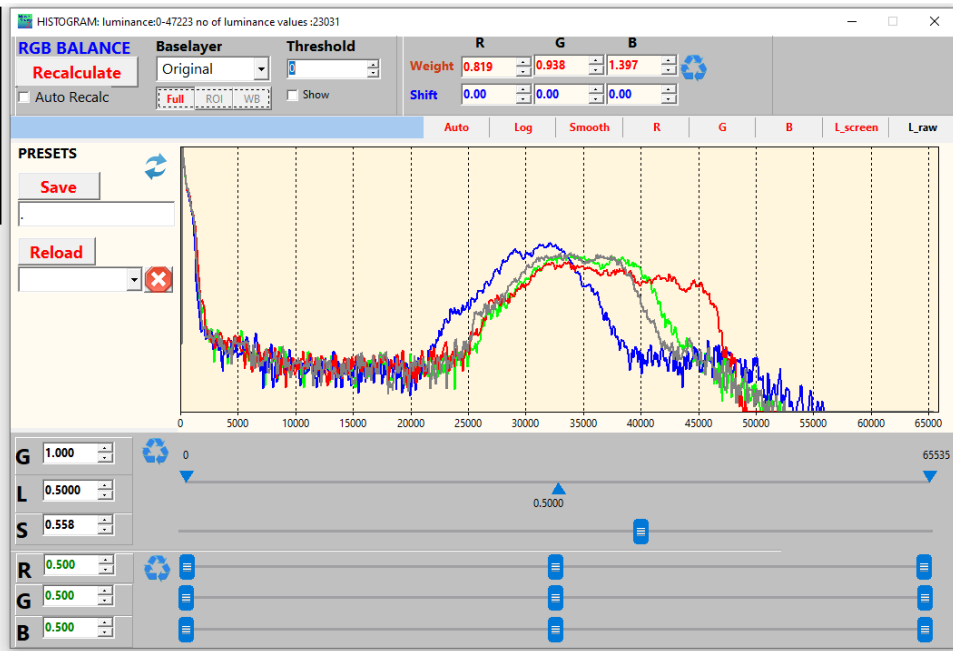 HISTOGRAM: luminance:0-47223 no of luminance values :23031
RGB BALANCE Baselayer Threshold R G B
Recalculate Original 0 Weight 0.819 0.938 1.397
Auto Recalc Full ROI WB Show Shift 0.00 0.00 0.00
Auto Log Smooth R G B L_screen L_raw
PRESETS
Save
.
Reload
0 5000 10000 15000 20000 25000 30000 35000 40000 45000 50000 55000 60000 65000
G 1.000 0 65535
L 0.5000 0.5000
S 0.558
R 0.500
G 0.500
B 0.500